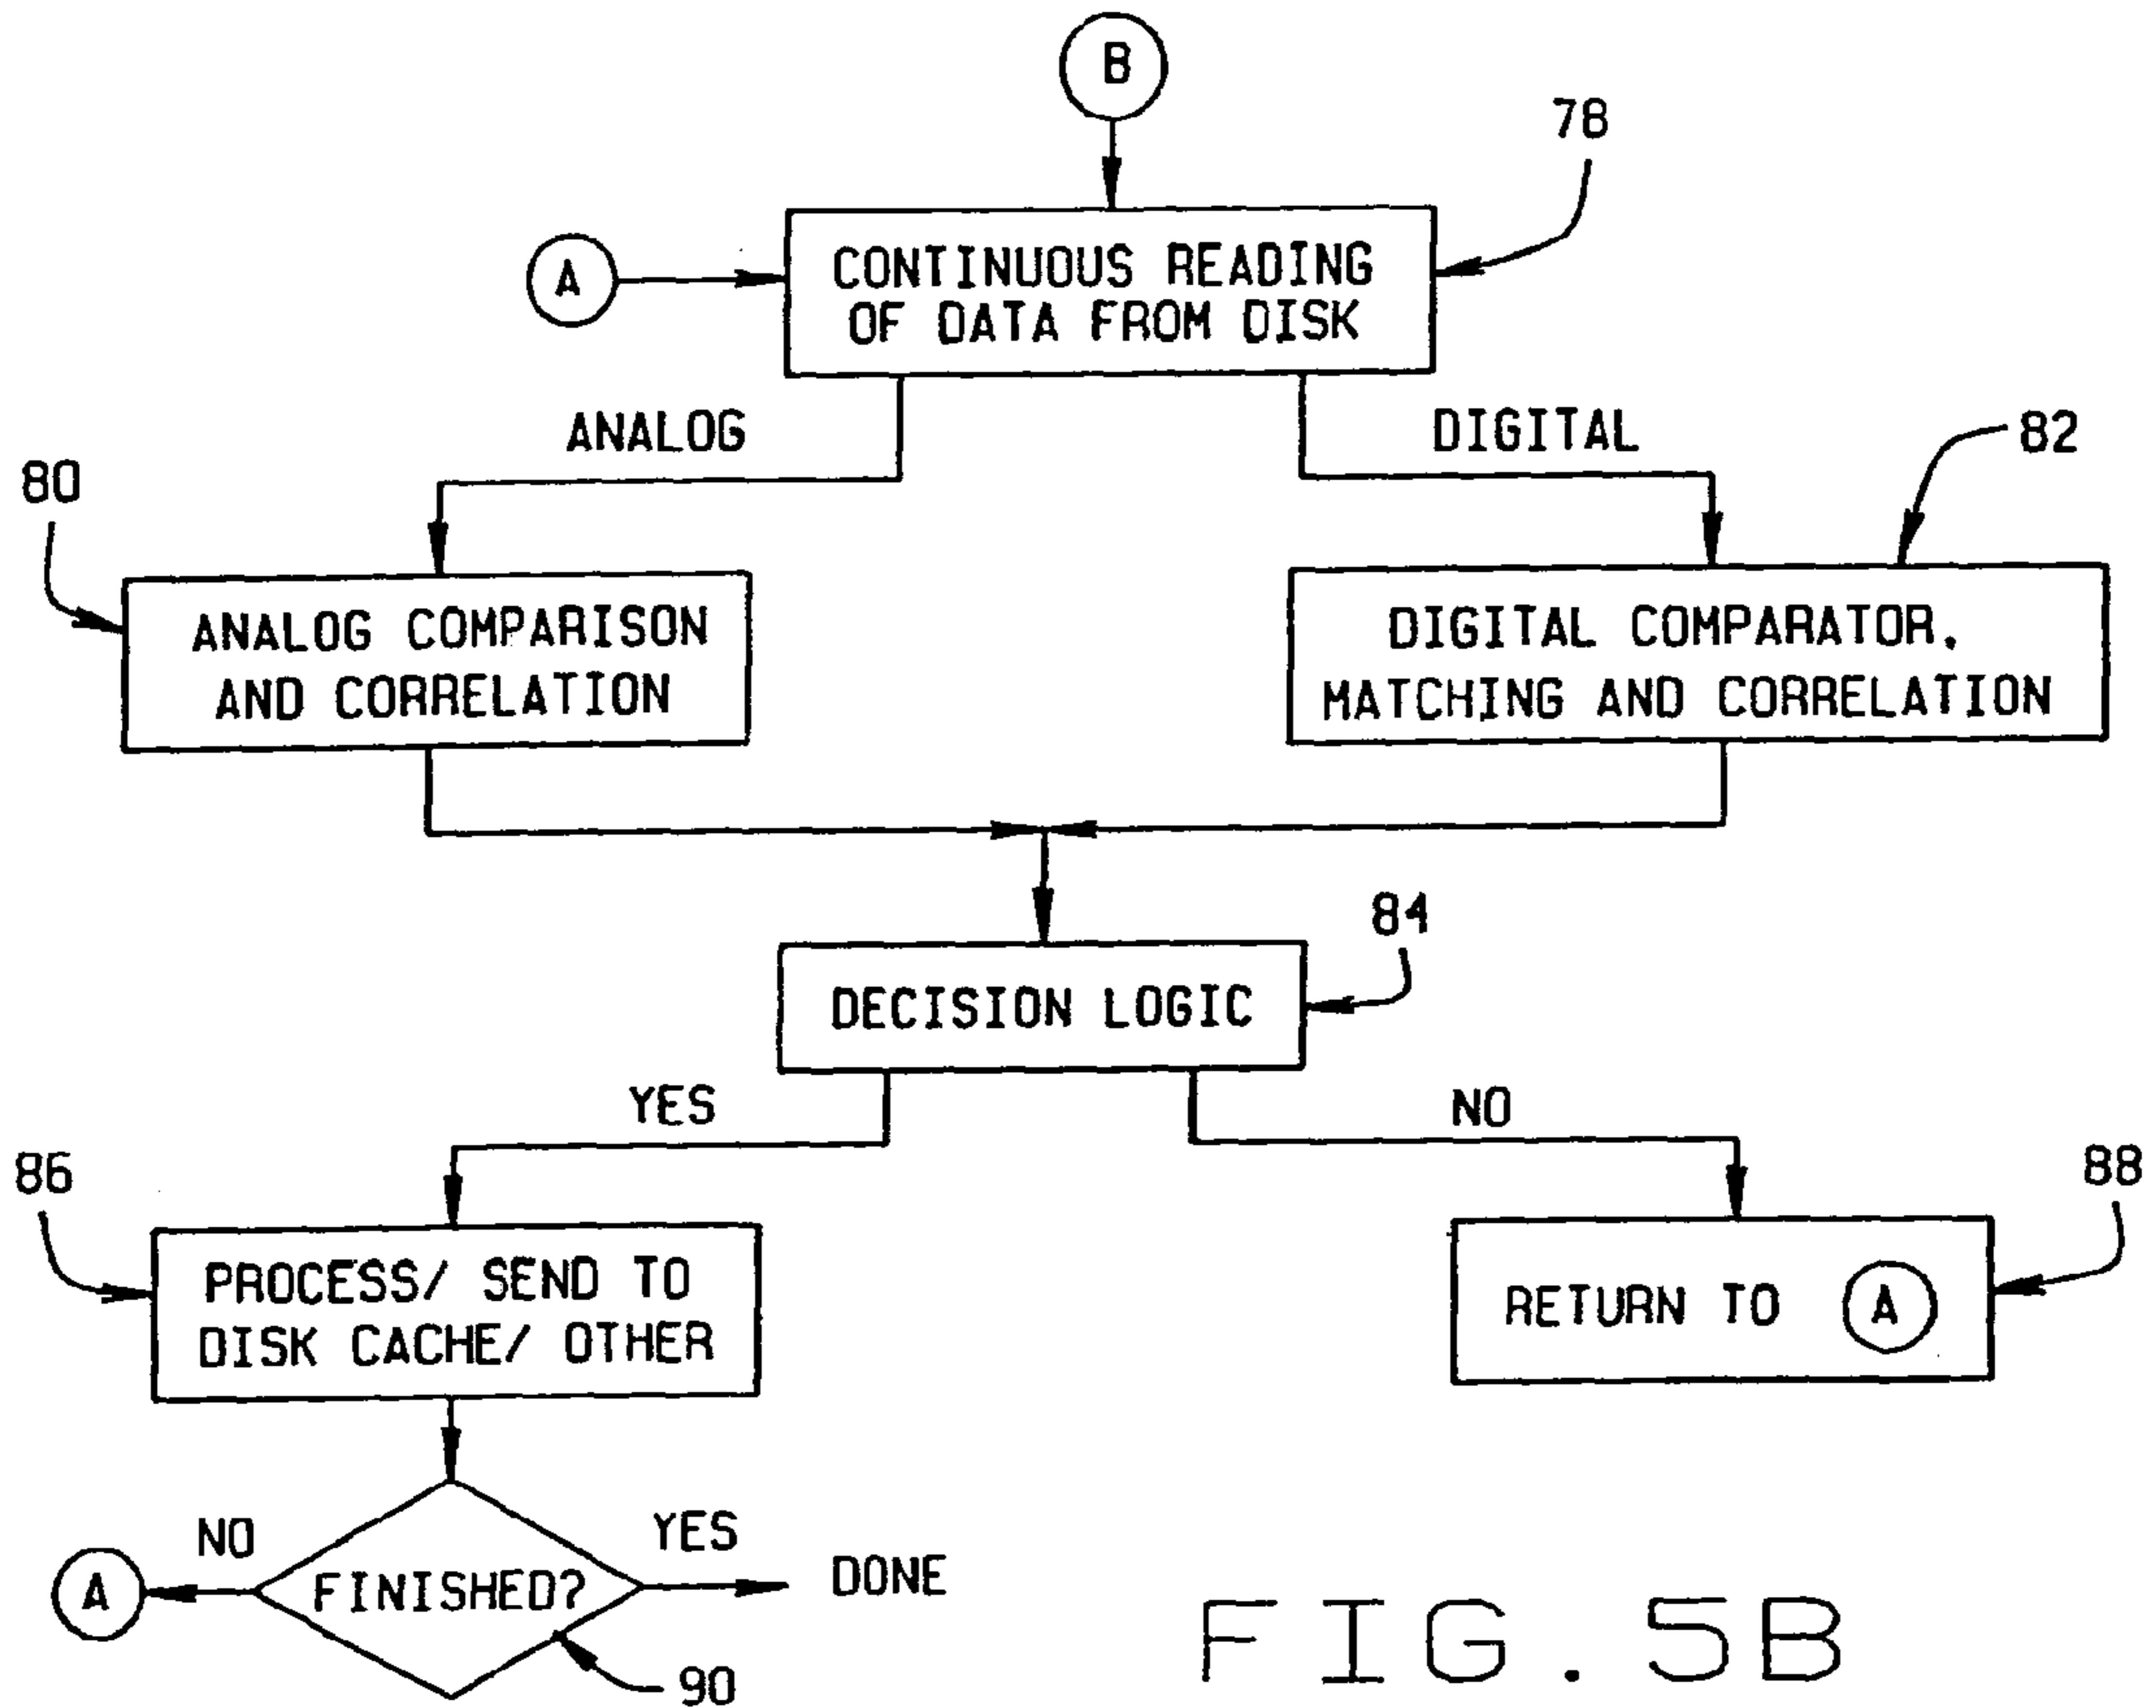 B
78
A
CONTINUOUS READING
OF DATA FROM DISK
ANALOG
DIGITAL
82
80
ANALOG COMPARISON
AND CORRELATION
DIGITAL COMPARATOR,
MATCHING AND CORRELATION
84
DECISION LOGIC
YES
NO
86
88
PROCESS/ SEND TO
DISK CACHE/ OTHER
RETURN TO A
NO
YES
A
FINISHED?
DONE
90
FIG. 5B